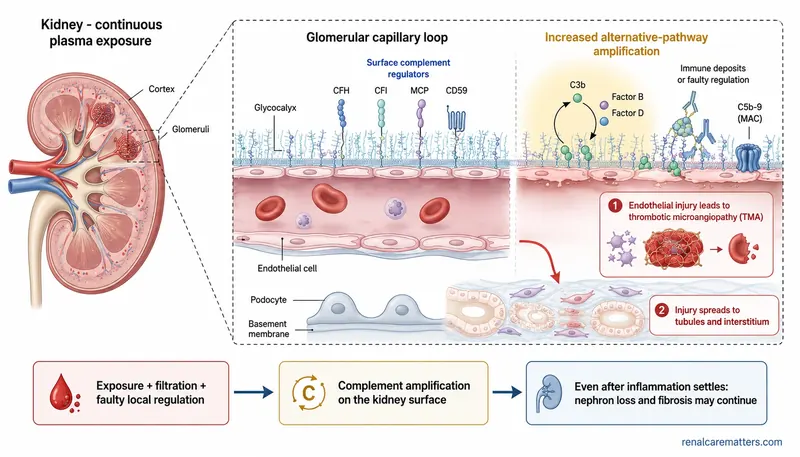 Kidney - continuous
plasma exposure
Cortex
Glomeruli
Glomerular capillary loop
Surface complement
regulators
CFH
CFI
MCP
CD59
Glycocalyx
Endothelial cell
Podocyte
Basement
membrane
Increased alternative-pathway
amplification
C3b
Factor B
Factor D
Immune deposits
or faulty regulation
C5b-9
(MAC)
1 Endothelial injury leads to
thrombotic microangiopathy (TMA)
2 Injury spreads to
tubules and interstitium
Exposure + filtration +
faulty local regulation
C
Complement amplification
on the kidney surface
Even after inflammation settles:
nephron loss and fibrosis may continue
renalcarematters.com